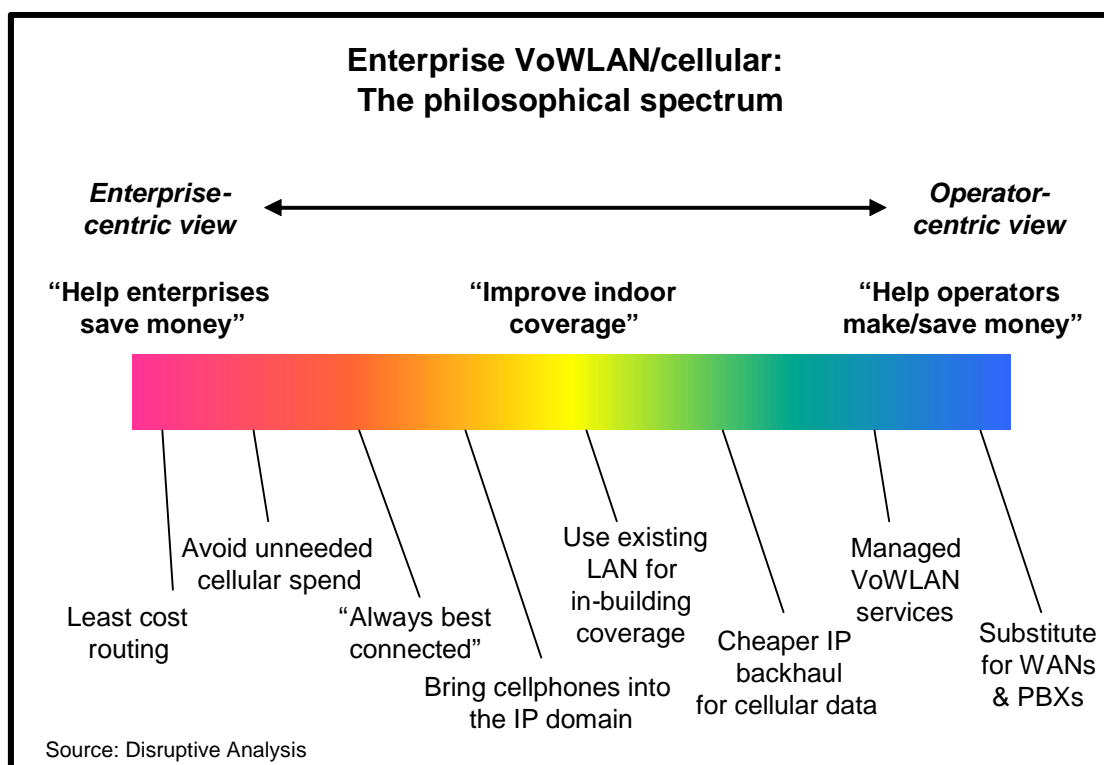 Enterprise VoWLAN/cellular:
The philosophical spectrum
Enterprise-
centric view
Operator-
centric view
“Help enterprises
save money”
“Improve indoor
coverage”
“Help operators
make/save money”
Least cost
routing
Avoid unneeded
cellular spend
“Always best
connected”
Bring cellphones into
the IP domain
Use existing
LAN for
in-building
coverage
Cheaper IP
backhaul
for cellular data
Managed
VoWLAN
services
Substitute
for WANs
& PBXs
Source: Disruptive Analysis